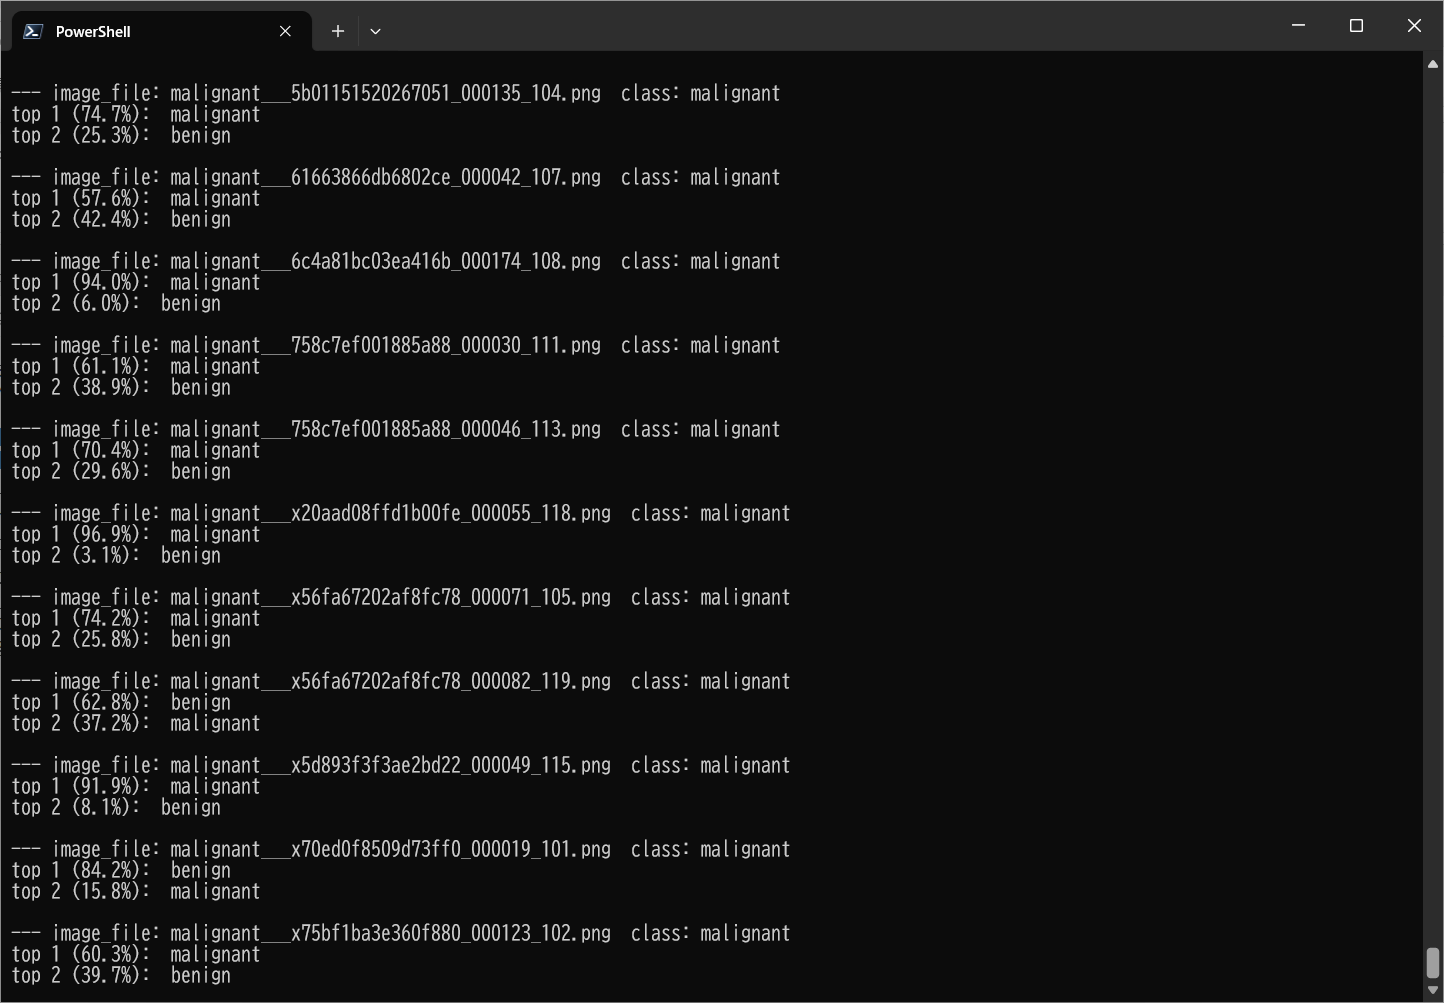 PowerShell
--- image_file: malignant___5b01151520267051_000135_104.png  class: malignant
top 1 (74.7%):  malignant
top 2 (25.3%):  benign
--- image_file: malignant___61663866db6802ce_000042_107.png  class: malignant
top 1 (57.6%):  malignant
top 2 (42.4%):  benign
--- image_file: malignant___6c4a81bc03ea416b_000174_108.png  class: malignant
top 1 (94.0%):  malignant
top 2 (6.0%):  benign
--- image_file: malignant___758c7ef001885a88_000030_111.png  class: malignant
top 1 (61.1%):  malignant
top 2 (38.9%):  benign
--- image_file: malignant___758c7ef001885a88_000046_113.png  class: malignant
top 1 (70.4%):  malignant
top 2 (29.6%):  benign
--- image_file: malignant___x20aad08ffd1b00fe_000055_118.png  class: malignant
top 1 (96.9%):  malignant
top 2 (3.1%):  benign
--- image_file: malignant___x56fa67202af8fc78_000071_105.png  class: malignant
top 1 (74.2%):  malignant
top 2 (25.8%):  benign
--- image_file: malignant___x56fa67202af8fc78_000082_119.png  class: malignant
top 1 (62.8%):  benign
top 2 (37.2%):  malignant
--- image_file: malignant___x5d893f3f3ae2bd22_000049_115.png  class: malignant
top 1 (91.9%):  malignant
top 2 (8.1%):  benign
--- image_file: malignant___x70ed0f8509d73ff0_000019_101.png  class: malignant
top 1 (84.2%):  benign
top 2 (15.8%):  malignant
--- image_file: malignant___x75bf1ba3e360f880_000123_102.png  class: malignant
top 1 (60.3%):  malignant
top 2 (39.7%):  benign